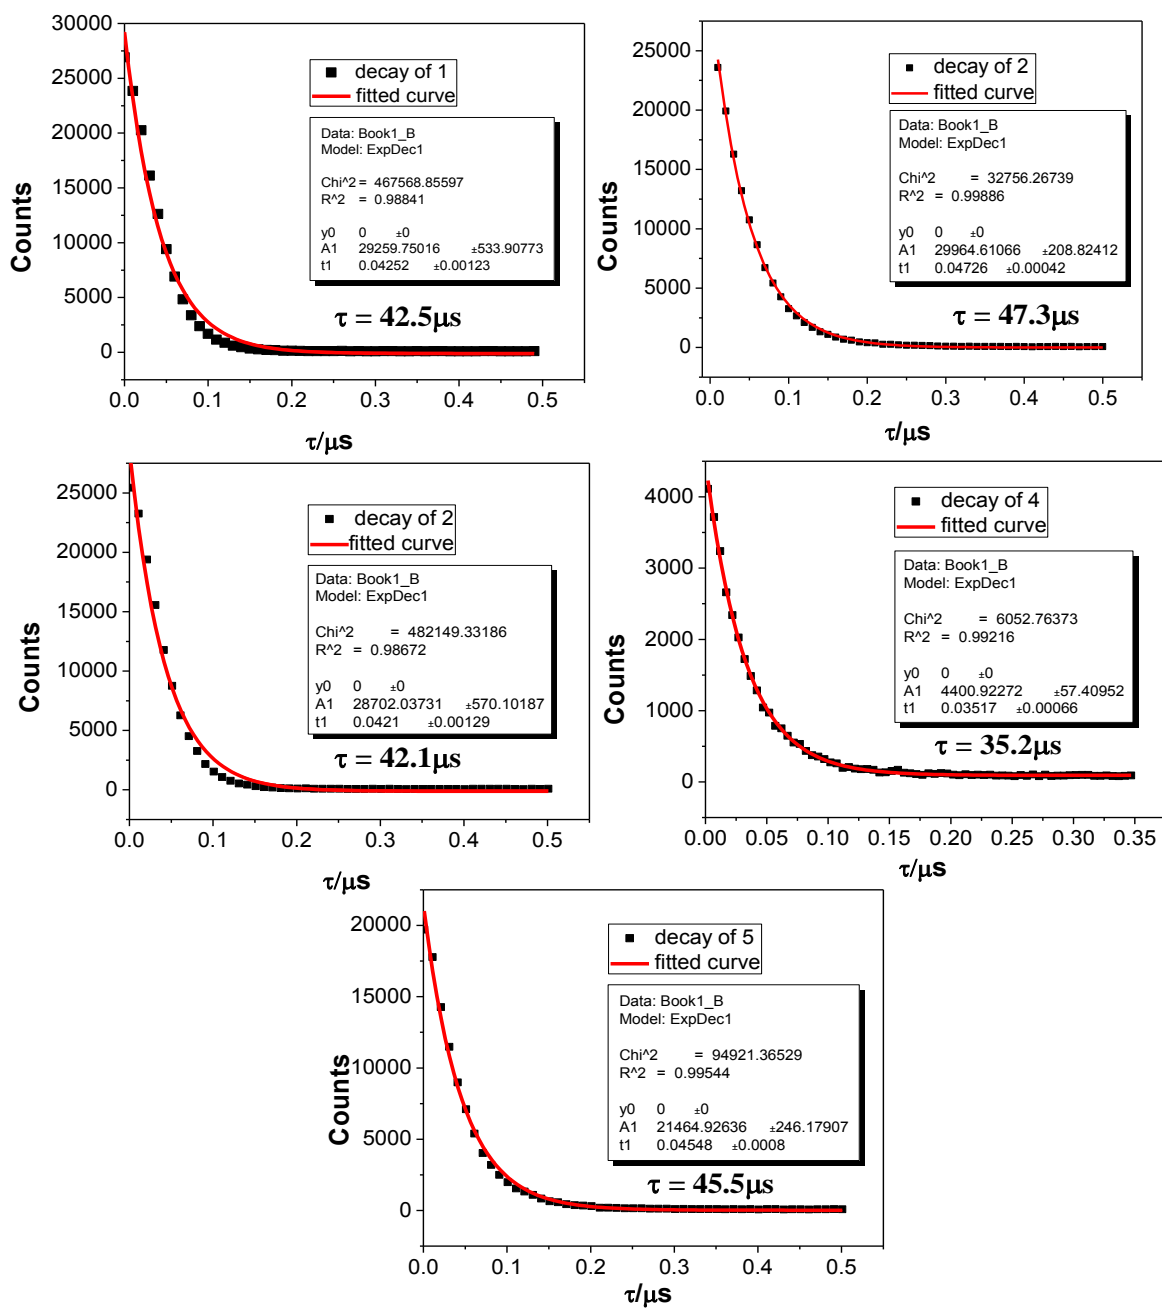 30000
25000
20000
15000
10000
5000
0
Counts
decay of 1
fitted curve
Data: Book1_B
Model: ExpDec1
Chi^2 = 467568.85597
R^2 = 0.98841
y0 0 ±0
A1 29259.75016 ±533.90773
t1 0.04252 ±0.00123
τ = 42.5μs
0.0 0.1 0.2 0.3 0.4 0.5
τ/μs
25000
20000
15000
10000
5000
0
Counts
decay of 2
fitted curve
Data: Book1_B
Model: ExpDec1
Chi^2 = 32756.26739
R^2 = 0.99886
y0 0 ±0
A1 29964.61066 ±208.82412
t1 0.04726 ±0.00042
τ = 47.3μs
0.0 0.1 0.2 0.3 0.4 0.5
τ/μs
25000
20000
15000
10000
5000
0
Counts
decay of 2
fitted curve
Data: Book1_B
Model: ExpDec1
Chi^2 = 482149.33186
R^2 = 0.98672
y0 0 ±0
A1 28702.03731 ±570.10187
t1 0.0421 ±0.00129
τ = 42.1μs
0.0 0.1 0.2 0.3 0.4 0.5
τ/μs
4000
3000
2000
1000
0
Counts
decay of 4
fitted curve
Data: Book1_B
Model: ExpDec1
Chi^2 = 6052.76373
R^2 = 0.99216
y0 0 ±0
A1 4400.92272 ±57.40952
t1 0.03517 ±0.00066
τ = 35.2μs
0.00 0.05 0.10 0.15 0.20 0.25 0.30 0.35
τ/μs
20000
15000
10000
5000
0
Counts
decay of 5
fitted curve
Data: Book1_B
Model: ExpDec1
Chi^2 = 94921.36529
R^2 = 0.99544
y0 0 ±0
A1 21464.92636 ±246.17907
t1 0.04548 ±0.0008
τ = 45.5μs
0.0 0.1 0.2 0.3 0.4 0.5
τ/μs